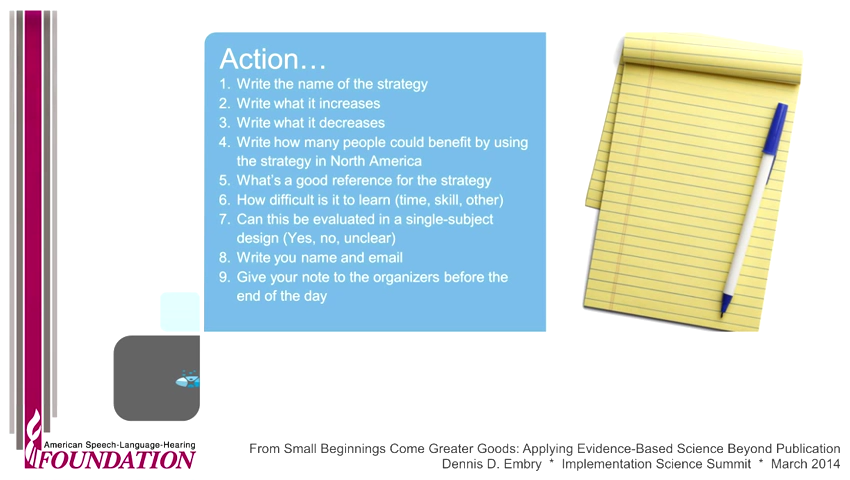 Action…
1. Write the name of the strategy
2. Write what it increases
3. Write what it decreases
4. Write how many people could benefit by using
the strategy in North America
5. What's a good reference for the strategy
6. How difficult is it to learn (time, skill, other)
7. Can this be evaluated in a single-subject
design (Yes, no, unclear)
8. Write you name and email
9. Give your note to the organizers before the
end of the day
American Speech-Language-Hearing
FOUNDATION
From Small Beginnings Come Greater Goods: Applying Evidence-Based Science Beyond Publication
Dennis D. Embry * Implementation Science Summit * March 2014